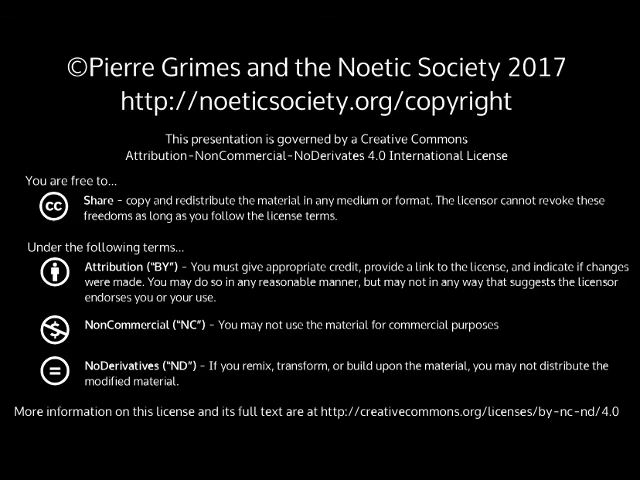 ©Pierre Grimes and the Noetic Society 2017
http://noeticsociety.org/copyright
This presentation is governed by a Creative Commons
Attribution-NonCommercial-NoDerivates 4.0 International License
You are free to...
cc
Share - copy and redistribute the material in any medium or format. The licensor cannot revoke these
freedoms as long as you follow the license terms.
Under the following terms...
Attribution ("BY") - You must give appropriate credit, provide a link to the license, and indicate if changes
were made. You may do so in any reasonable manner, but may not in any way that suggests the licensor
endorses you or your use.
NonCommercial ("NC") - You may not use the material for commercial purposes
NoDerivatives ("ND") - If you remix, transform, or build upon the material, you may not distribute the
modified material.
More information on this license and its full text are at http://creativecommons.org/licenses/by-nc-nd/4.0